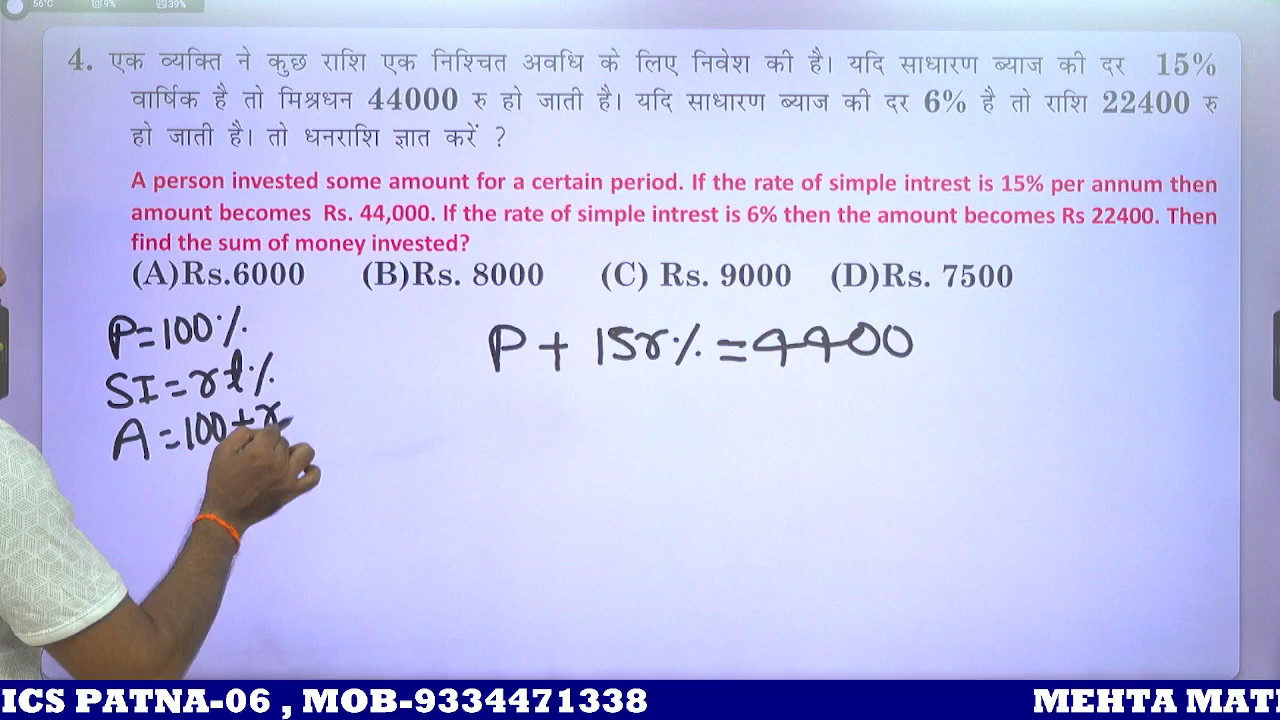 56°C 9% 39%
4. एक व्यक्ति ने कुछ राशि एक निश्चित अवधि के लिए निवेश की है। यदि साधारण ब्याज की दर 15%
वार्षिक है तो मिश्रधन 44000 रु हो जाती है। यदि साधारण ब्याज की दर 6% है तो राशि 22400 रु
हो जाती है। तो धनराशि ज्ञात करें ?
A person invested some amount for a certain period. If the rate of simple intrest is 15% per annum then
amount becomes Rs. 44,000. If the rate of simple intrest is 6% then the amount becomes Rs 22400. Then
find the sum of money invested?
(A)Rs.6000 (B)Rs. 8000 (C) Rs. 9000 (D)Rs. 7500
P=100%
P + 15r% = 4400
SI=rt%
A=100+r
ICS PATNA-06 , MOB-9334471338 MEHTA MAT